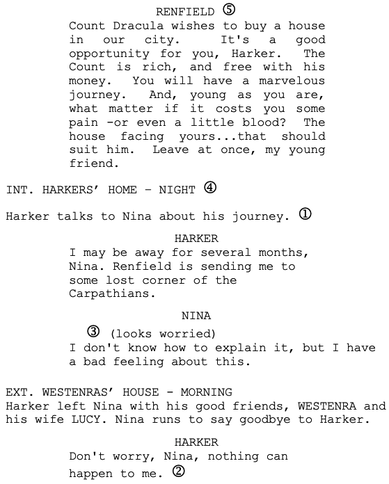 RENFIELD ⑤
Count Dracula wishes to buy a house
in our city. It's a good
opportunity for you, Harker. The
Count is rich, and free with his
money. You will have a marvelous
journey. And, young as you are,
what matter if it costs you some
pain -or even a little blood? The
house facing yours...that should
suit him. Leave at once, my young
friend.
INT. HARKERS' HOME - NIGHT ④
Harker talks to Nina about his journey. ①
HARKER
I may be away for several months,
Nina. Renfield is sending me to
some lost corner of the
Carpathians.
NINA
③ (looks worried)
I don't know how to explain it, but I have
a bad feeling about this.
EXT. WESTENRAS' HOUSE - MORNING
Harker left Nina with his good friends, WESTENRA and
his wife LUCY. Nina runs to say goodbye to Harker.
HARKER
Don't worry, Nina, nothing can
happen to me. ②